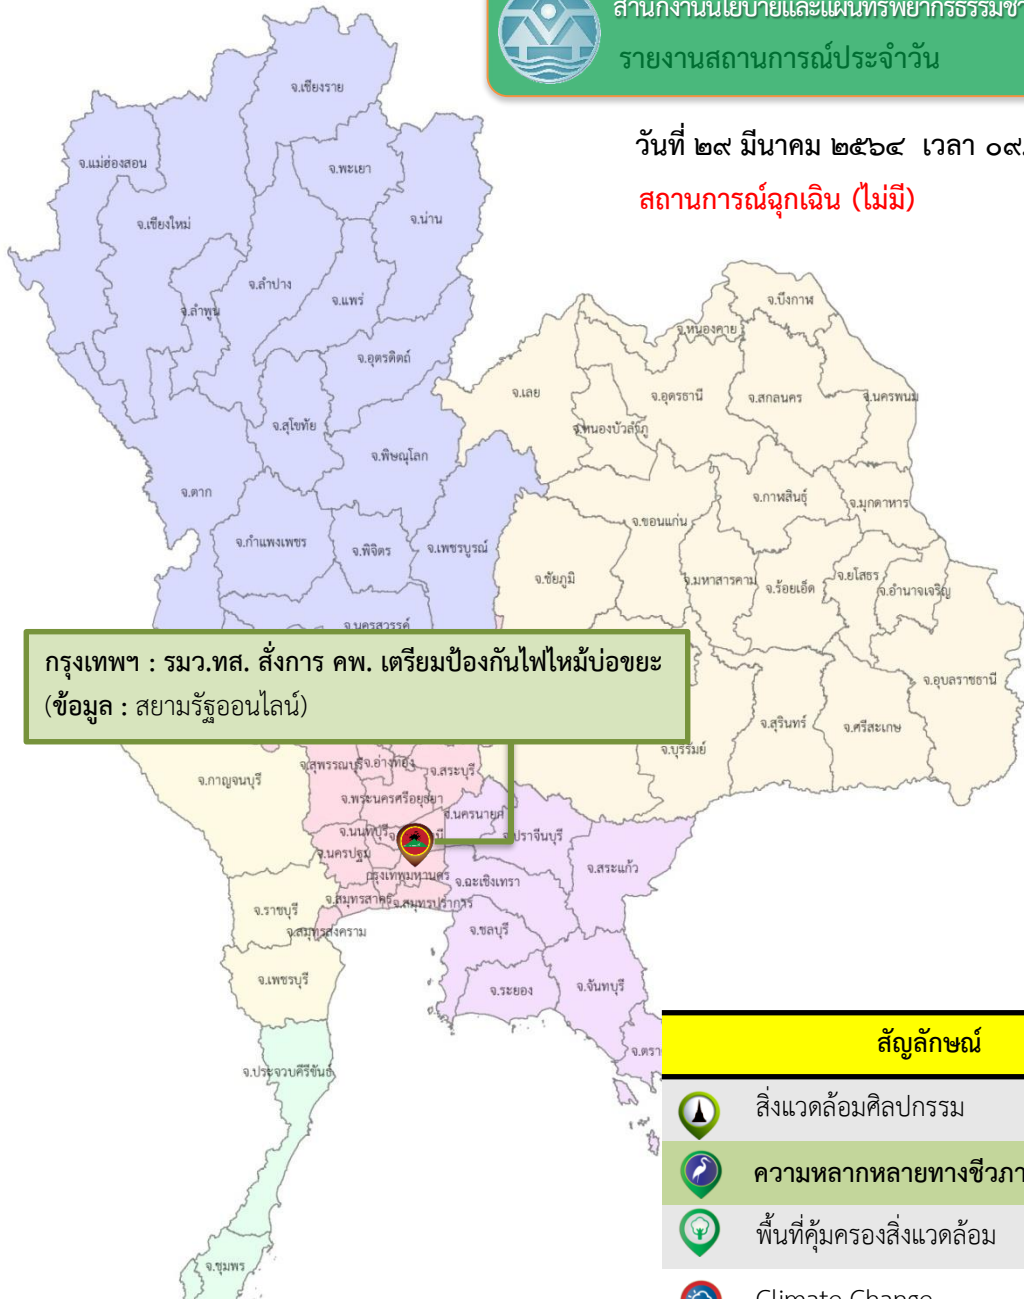 สำนักงานนโยบายและแผนทรัพยากรธรรมชา
รายงานสถานการณ์ประจำวัน
วันที่ ๒๙ มีนาคม ๒๕๖๔ เวลา ๐๙.
สถานการณ์ฉุกเฉิน (ไม่มี)
จ.เชียงราย
จ.แม่ฮ่องสอน
จ.พะเยา
จ.เชียงใหม่
จ.น่าน
จ.ลำปาง
จ.แพร่
จ.ลำพูน
จ.บึงกาฬ
จ.หนองคาย
จ.อุตรดิตถ์
จ.เลย
จ.อุดรธานี
จ.สกลนคร
จ.นครพนม
จ.สุโขทัย
จ.หนองบัวลำภู
จ.พิษณุโลก
จ.ตาก
จ.กาฬสินธุ์
จ.มุกดาหาร
จ.ขอนแก่น
จ.กำแพงเพชร
จ.พิจิตร
จ.เพชรบูรณ์
จ.ชัยภูมิ
จ.มหาสารคาม
จ.ร้อยเอ็ด
จ.ยโสธร
จ.อำนาจเจริญ
จ.นครสวรรค์
กรุงเทพฯ : รมว.ทส. สั่งการ คพ. เตรียมป้องกันไฟไหม้บ่อขยะ
(ข้อมูล : สยามรัฐออนไลน์)
จ.อุบลราชธานี
จ.สุรินทร์
จ.ศรีสะเกษ
จ.บุรีรัมย์
จ.กาญจนบุรี
จ.สุพรรณบุรี
จ.อ่างทอง
จ.สระบุรี
จ.พระนครศรีอยุธยา
จ.นครนายก
จ.นนทบุรี
จ.ปราจีนบุรี
จ.นครปฐม
จ.สระแก้ว
กรุงเทพมหานคร
จ.ฉะเชิงเทรา
จ.ราชบุรี
จ.สมุทรสาคร
จ.สมุทรปราการ
จ.สมุทรสงคราม
จ.ชลบุรี
จ.เพชรบุรี
จ.ระยอง
จ.จันทบุรี
จ.ตรา
จ.ประจวบคีรีขันธ์
จ.ชุมพร
สัญลักษณ์
สิ่งแวดล้อมศิลปกรรม
ความหลากหลายทางชีวภา
พื้นที่คุ้มครองสิ่งแวดล้อม
Climate Change